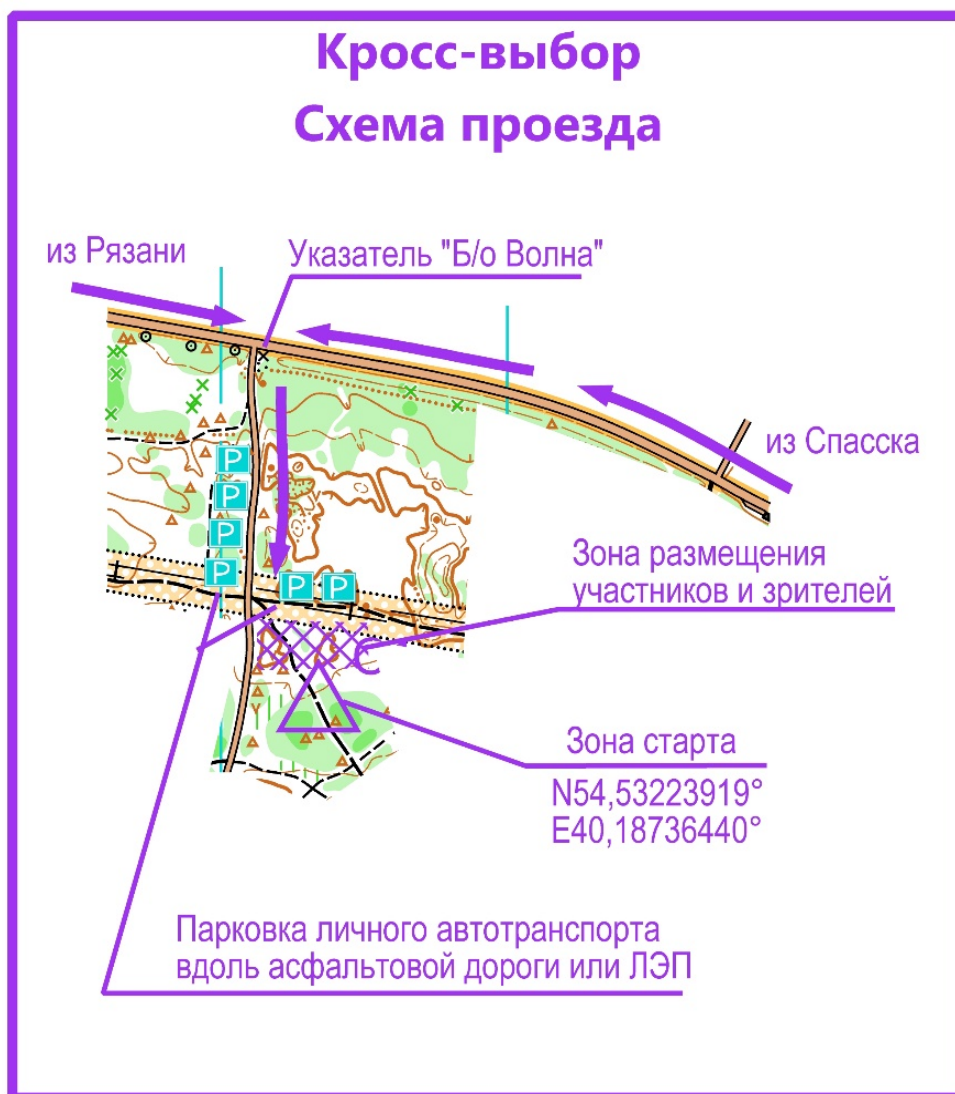 Кросс-выбор
Схема проезда
из Рязани
Указатель "Б/о Волна"
из Спасска
P
P
P
P
P
P
Зона размещения
участников и зрителей
Зона старта
N54,53223919°
E40,18736440°
Парковка личного автотранспорта
вдоль асфальтовой дороги или ЛЭП